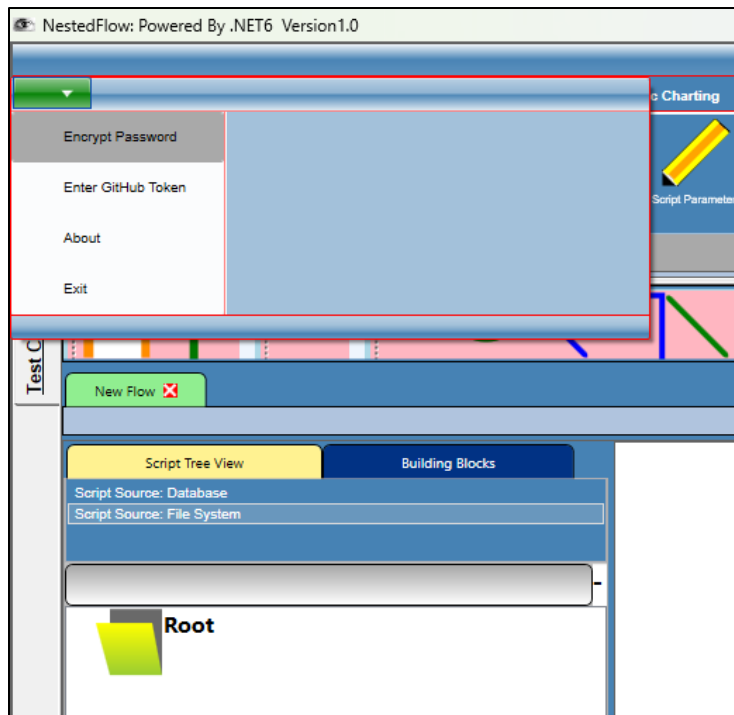 NestedFlow: Powered By .NET6 Version1.0
Charting
Encrypt Password
Enter GitHub Token
About
Exit
Script Parameter
Test
New Flow
Script Tree View
Building Blocks
Script Source: Database
Script Source: File System
-
Root